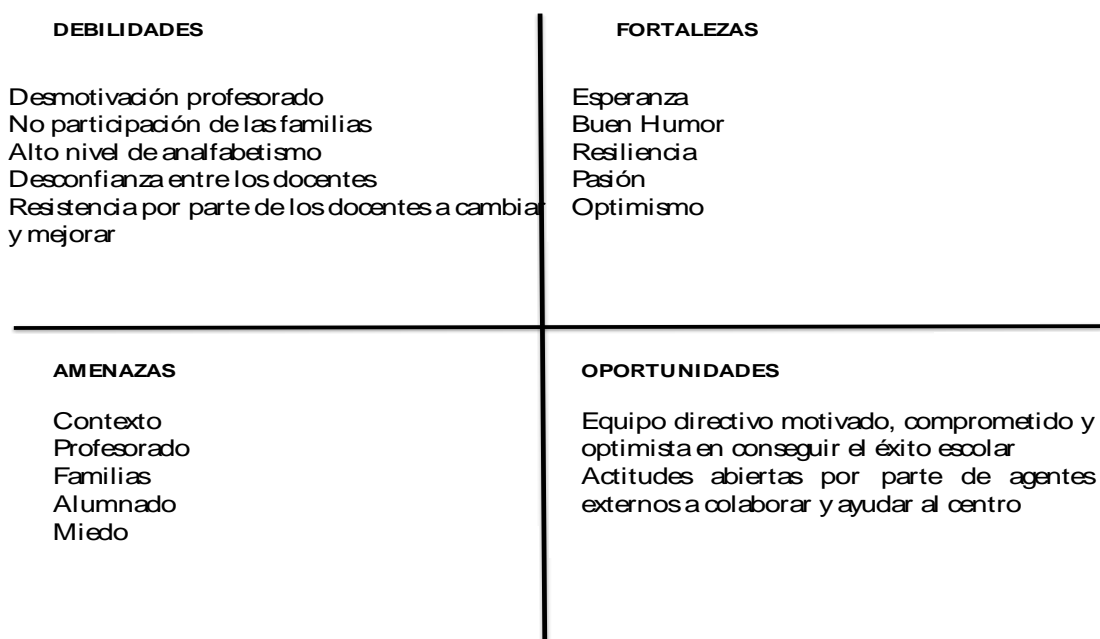 DEBILIDADES
Desmotivación profesorado
No participación de las familias
Alto nivel de analfabetismo
Desconfianza entre los docentes
Resistencia por parte de los docentes a cambiar
y mejorar
FORTALEZAS
Esperanza
Buen Humor
Resiliencia
Pasión
Optimismo
AMENAZAS
Contexto
Profesorado
Familias
Alumnado
Miedo
OPORTUNIDADES
Equipo directivo motivado, comprometido y
optimista en conseguir el éxito escolar
Actitudes abiertas por parte de agentes
externos a colaborar y ayudar al centro